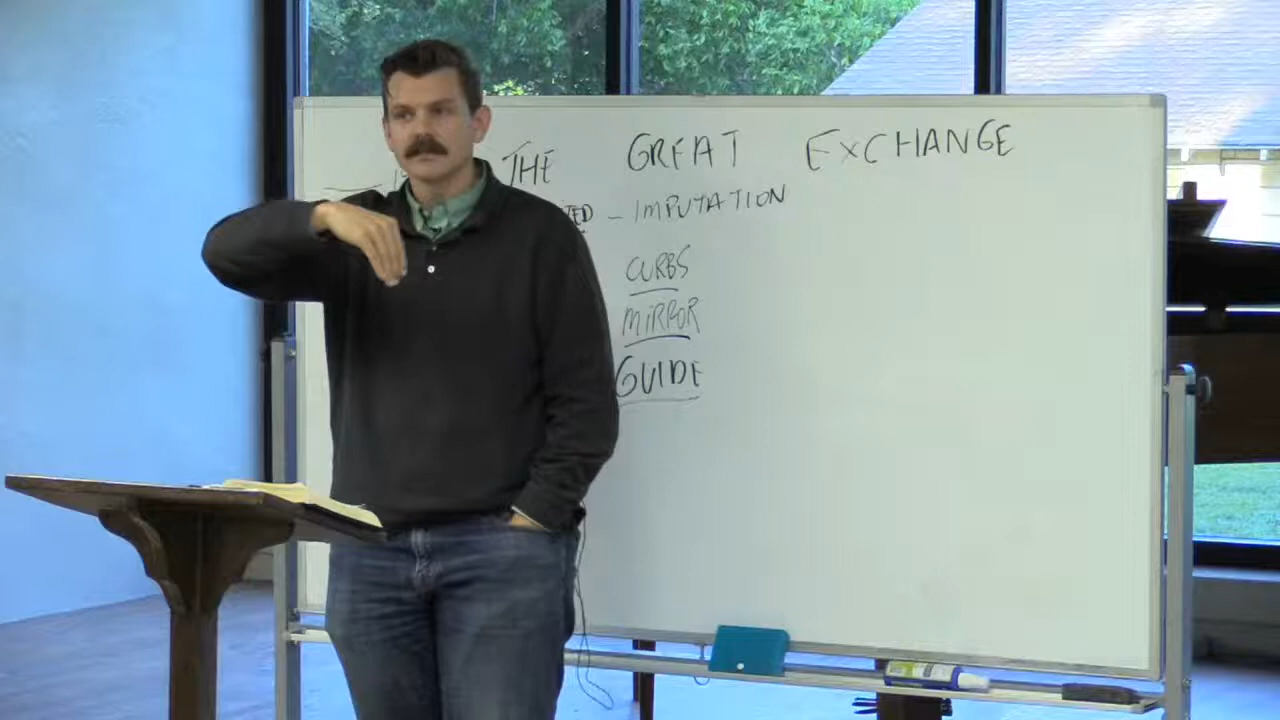 THE GREAT EXCHANGE
- IMPUTATION
CURBS
MIRROR
GUIDE